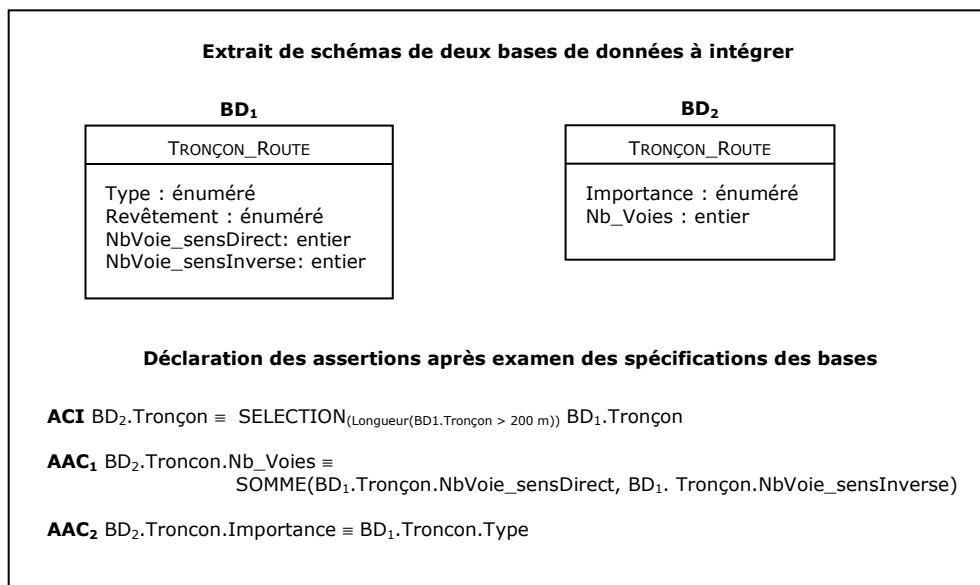 Extrait de schémas de deux bases de données à intégrer
BD₁
TRONÇON_ROUTE
Type : énuméré
Revêtement : énuméré
NbVoie_sensDirect: entier
NbVoie_sensInverse: entier
BD₂
TRONÇON_ROUTE
Importance : énuméré
Nb_Voies : entier
Déclaration des assertions après examen des spécifications des bases
ACI BD₂.Tronçon ≡ SELECTION(Longueur(BD1.Tronçon > 200 m)) BD₁.Tronçon
AAC₁ BD₂.Troncon.Nb_Voies ≡
SOMME(BD₁.Tronçon.NbVoie_sensDirect, BD₁. Tronçon.NbVoie_sensInverse)
AAC₂ BD₂.Troncon.Importance ≡ BD₁.Troncon.Type